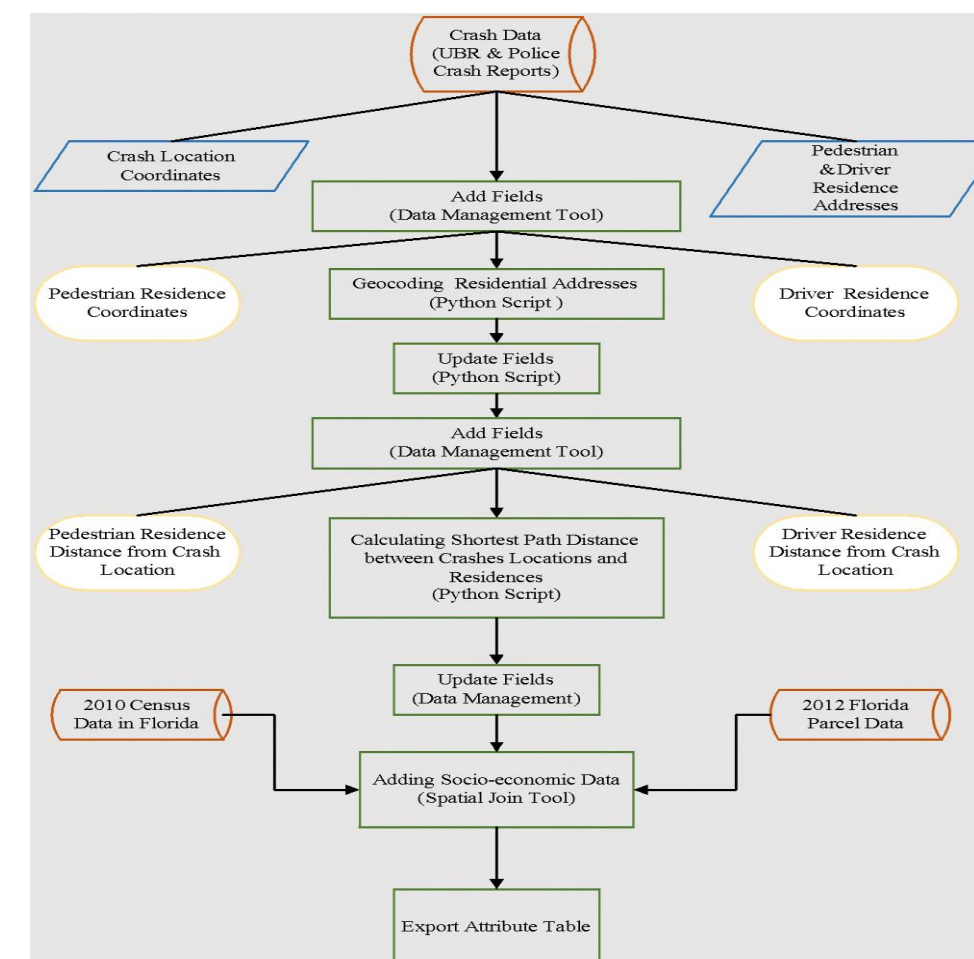 Crash Data
(UBR & Police
Crash Reports)
Crash Location
Coordinates
Pedestrian
&Driver
Residence
Addresses
Add Fields
(Data Management Tool)
Pedestrian Residence
Coordinates
Geocoding Residential Addresses
(Python Script )
Driver Residence
Coordinates
Update Fields
(Python Script)
Add Fields
(Data Management Tool)
Pedestrian Residence
Distance from Crash
Location
Calculating Shortest Path Distance
between Crashes Locations and
Residences
(Python Script)
Driver Residence
Distance from Crash
Location
Update Fields
(Data Management)
2010 Census
Data in Florida
2012 Florida
Parcel Data
Adding Socio-economic Data
(Spatial Join Tool)
Export Attribute Table